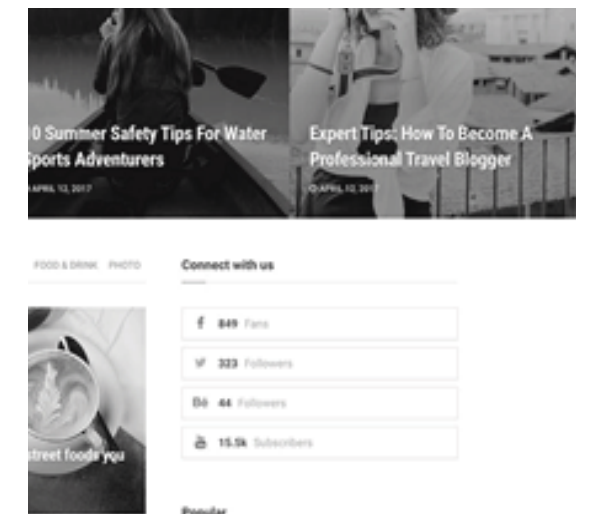 0 Summer Safety Tips For Water
Sports Adventurers
APRIL 12, 2017
Expert Tips: How To Become A
Professional Travel Blogger
APRIL 10, 2017
FOOD & DRINK PHOTO
Connect with us
849 Fans
323 Followers
Bē 44 Followers
15.5k Subscribers
street foods you
Popular